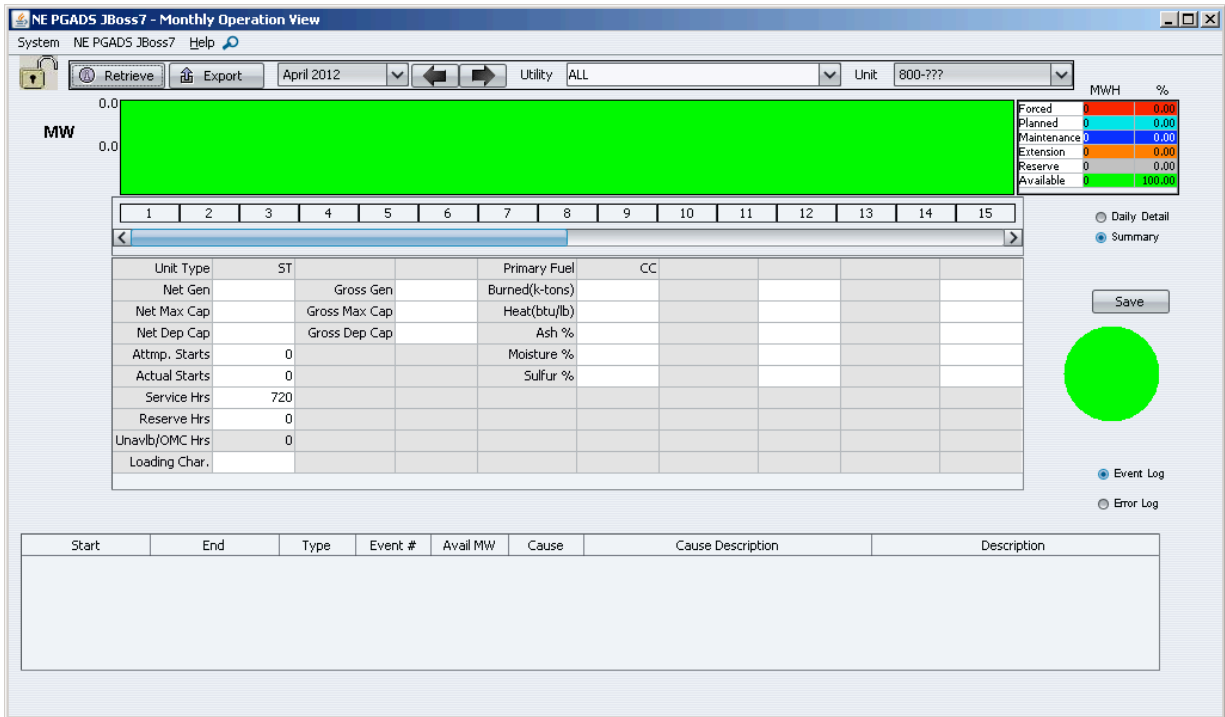 NE PGADS JBoss7 - Monthly Operation View
System NE PGADS JBoss7 Help
Retrieve Export April 2012 Utility ALL Unit 800-???
MWH %
0.0
MW
0.0
Forced 0 0.00
Planned 0 0.00
Maintenance 0 0.00
Extension 0 0.00
Reserve 0 0.00
Available 0 100.00
1 2 3 4 5 6 7 8 9 10 11 12 13 14 15
Daily Detail
Summary
Unit Type ST Primary Fuel CC
Net Gen Gross Gen Burned(k-tons)
Net Max Cap Gross Max Cap Heat(btu/lb)
Net Dep Cap Gross Dep Cap Ash %
Attmp. Starts 0 Moisture %
Actual Starts 0 Sulfur %
Service Hrs 720
Reserve Hrs 0
Unavlb/OMC Hrs 0
Loading Char.
Save
Event Log
Error Log
Start End Type Event # Avail MW Cause Cause Description Description